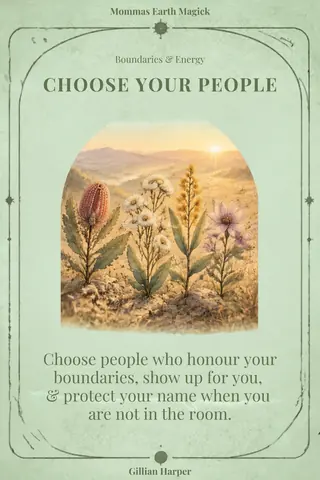 Mommas Earth Magick
Boundaries & Energy
CHOOSE YOUR PEOPLE
Choose people who honour your
boundaries, show up for you,
& protect your name when you
are not in the room.
Gillian Harper